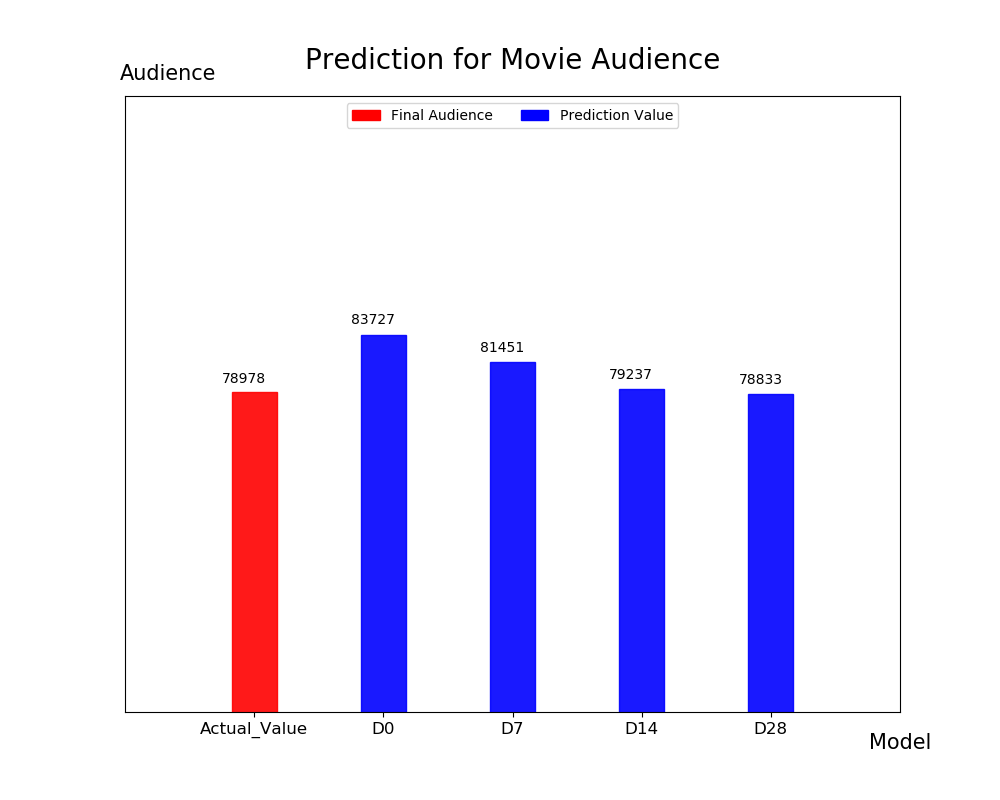 Prediction for Movie Audience
Audience
Final Audience Prediction Value
83727
81451
79237
78978
78833
Actual_Value D0 D7 D14 D28
Model